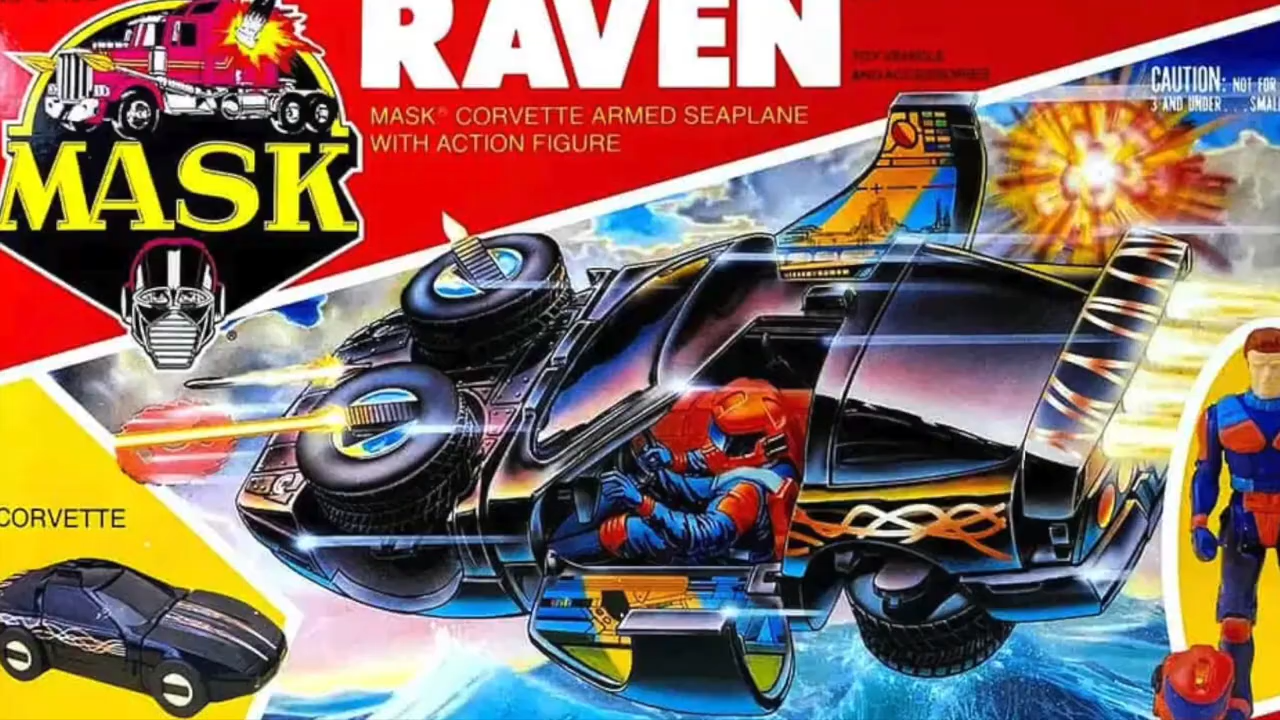 RAVEN
TOY VEHICLE
AND ACCESSORIES
MASK® CORVETTE ARMED SEAPLANE
WITH ACTION FIGURE
CAUTION: NOT FOR
3 AND UNDER...SMAL
MASK
®
CORVETTE